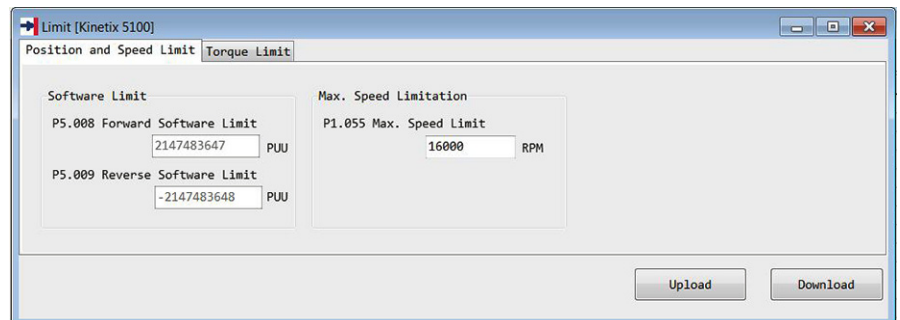 Limit [Kinetix 5100]
Position and Speed Limit Torque Limit
Software Limit
P5.008 Forward Software Limit
2147483647 PUU
P5.009 Reverse Software Limit
-2147483648 PUU
Max. Speed Limitation
P1.055 Max. Speed Limit
16000 RPM
Upload Download